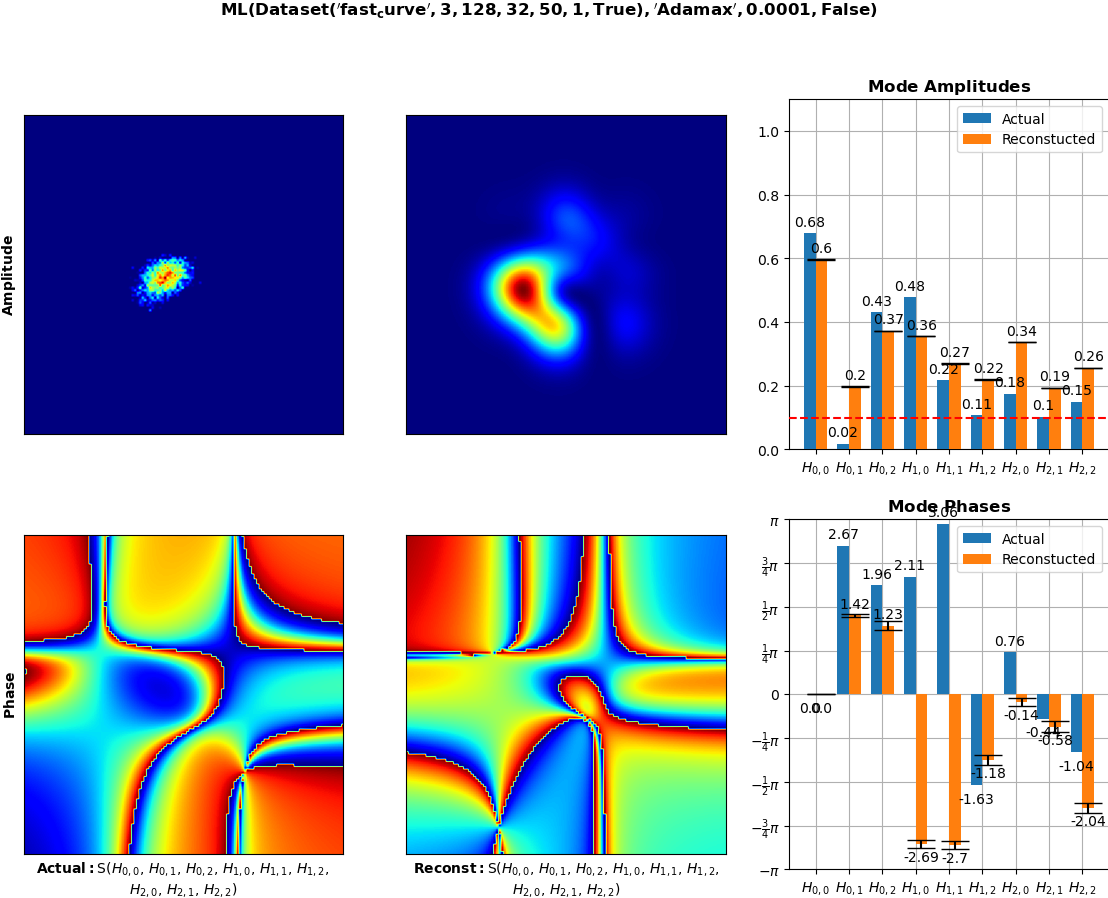 ML(Dataset('fast_curve', 3, 128, 32, 50, 1, True), 'Adamax', 0.0001, False)
Amplitude
Mode Amplitudes
Actual
Reconstucted
1.0
0.8
0.6
0.4
0.2
0.0
0.68
0.6
0.02
0.2
0.43
0.37
0.48
0.36
0.22
0.27
0.11
0.22
0.18
0.34
0.1
0.19
0.15
0.26
H0,0 H0,1 H0,2 H1,0 H1,1 H1,2 H2,0 H2,1 H2,2
Phase
Actual: S(H0,0, H0,1, H0,2, H1,0, H1,1, H1,2,
H2,0, H2,1, H2,2)
Reconst: S(H0,0, H0,1, H0,2, H1,0, H1,1, H1,2,
H2,0, H2,1, H2,2)
Mode Phases
Actual
Reconstucted
π
3/4π
1/2π
1/4π
0
−1/4π
−1/2π
−3/4π
−π
0.0
0.0
2.67
1.42
1.96
1.23
2.11
-2.69
3.06
-2.7
-1.63
-1.18
0.76
-0.14
-0.44
-0.58
-1.04
-2.04
H0,0 H0,1 H0,2 H1,0 H1,1 H1,2 H2,0 H2,1 H2,2